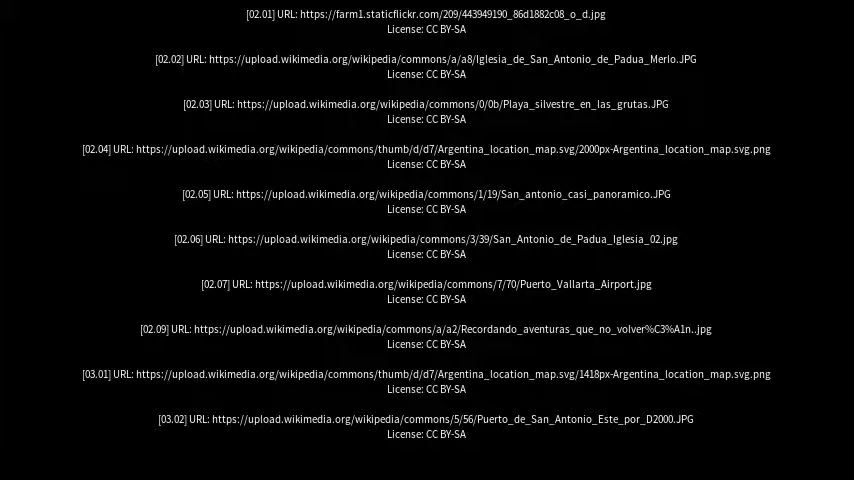 [02.01] URL: https://farm1.staticflickr.com/209/443949190_86d1882c08_o_d.jpg
License: CC BY-SA
[02.02] URL: https://upload.wikimedia.org/wikipedia/commons/a/a8/Iglesia_de_San_Antonio_de_Padua_Merlo.JPG
License: CC BY-SA
[02.03] URL: https://upload.wikimedia.org/wikipedia/commons/0/0b/Playa_silvestre_en_las_grutas.JPG
License: CC BY-SA
[02.04] URL: https://upload.wikimedia.org/wikipedia/commons/thumb/d/d7/Argentina_location_map.svg/2000px-Argentina_location_map.svg.png
License: CC BY-SA
[02.05] URL: https://upload.wikimedia.org/wikipedia/commons/1/19/San_antonio_casi_panoramico.JPG
License: CC BY-SA
[02.06] URL: https://upload.wikimedia.org/wikipedia/commons/3/39/San_Antonio_de_Padua_Iglesia_02.jpg
License: CC BY-SA
[02.07] URL: https://upload.wikimedia.org/wikipedia/commons/7/70/Puerto_Vallarta_Airport.jpg
License: CC BY-SA
[02.09] URL: https://upload.wikimedia.org/wikipedia/commons/a/a2/Recordando_aventuras_que_no_volver%C3%A1n..jpg
License: CC BY-SA
[03.01] URL: https://upload.wikimedia.org/wikipedia/commons/thumb/d/d7/Argentina_location_map.svg/1418px-Argentina_location_map.svg.png
License: CC BY-SA
[03.02] URL: https://upload.wikimedia.org/wikipedia/commons/5/56/Puerto_de_San_Antonio_Este_por_D2000.JPG
License: CC BY-SA